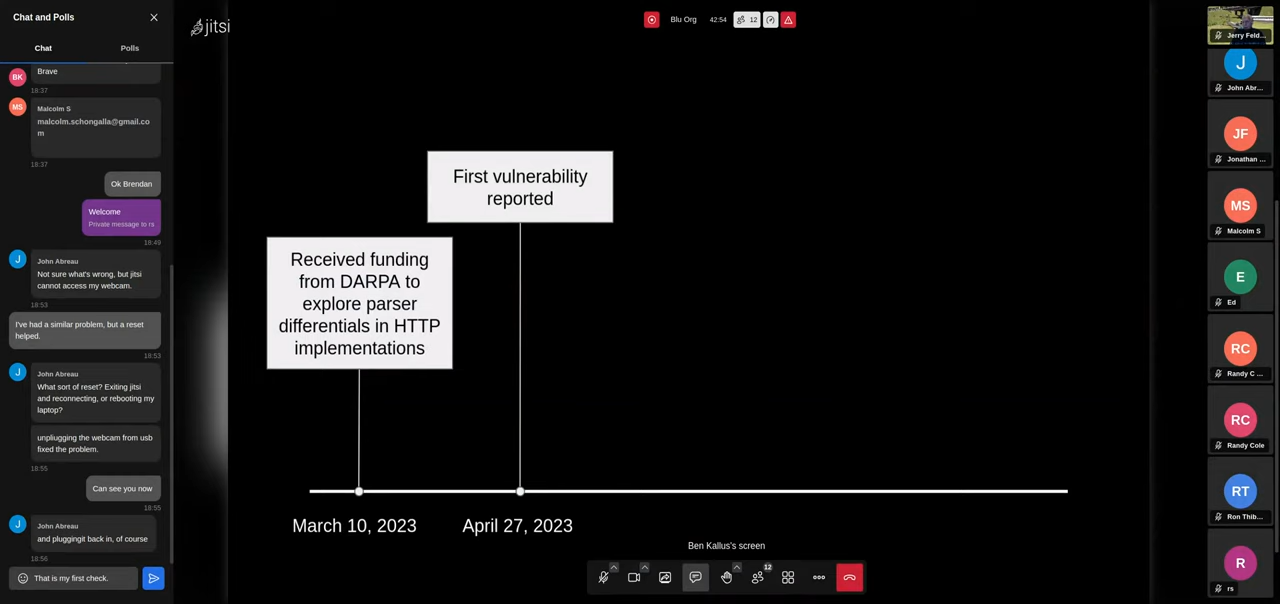 Chat and Polls
Chat
Polls
BK
Brave
18:37
MS
Malcolm S
malcolm.schongalla@gmail.co
m
18:37
Ok Brendan
Welcome
Private message to rs
18:49
J
John Abreau
Not sure what's wrong, but jitsi
cannot access my webcam.
18:53
I've had a similar problem, but a reset
helped.
18:53
J
John Abreau
What sort of reset? Exiting jitsi
and reconnecting, or rebooting my
laptop?
unpliugging the webcam from usb
fixed the problem.
18:55
Can see you now
18:55
J
John Abreau
and pluggingit back in, of course
18:56
That is my first check.
jitsi
Blu Org
42:54
12
First vulnerability
reported
Received funding
from DARPA to
explore parser
differentials in HTTP
implementations
March 10, 2023
April 27, 2023
Ben Kallus's screen
12
Jerry Feld...
J
John Abr...
JF
Jonathan ...
MS
Malcolm S
E
Ed
RC
Randy C ...
RC
Randy Cole
RT
Ron Thib...
R
rs